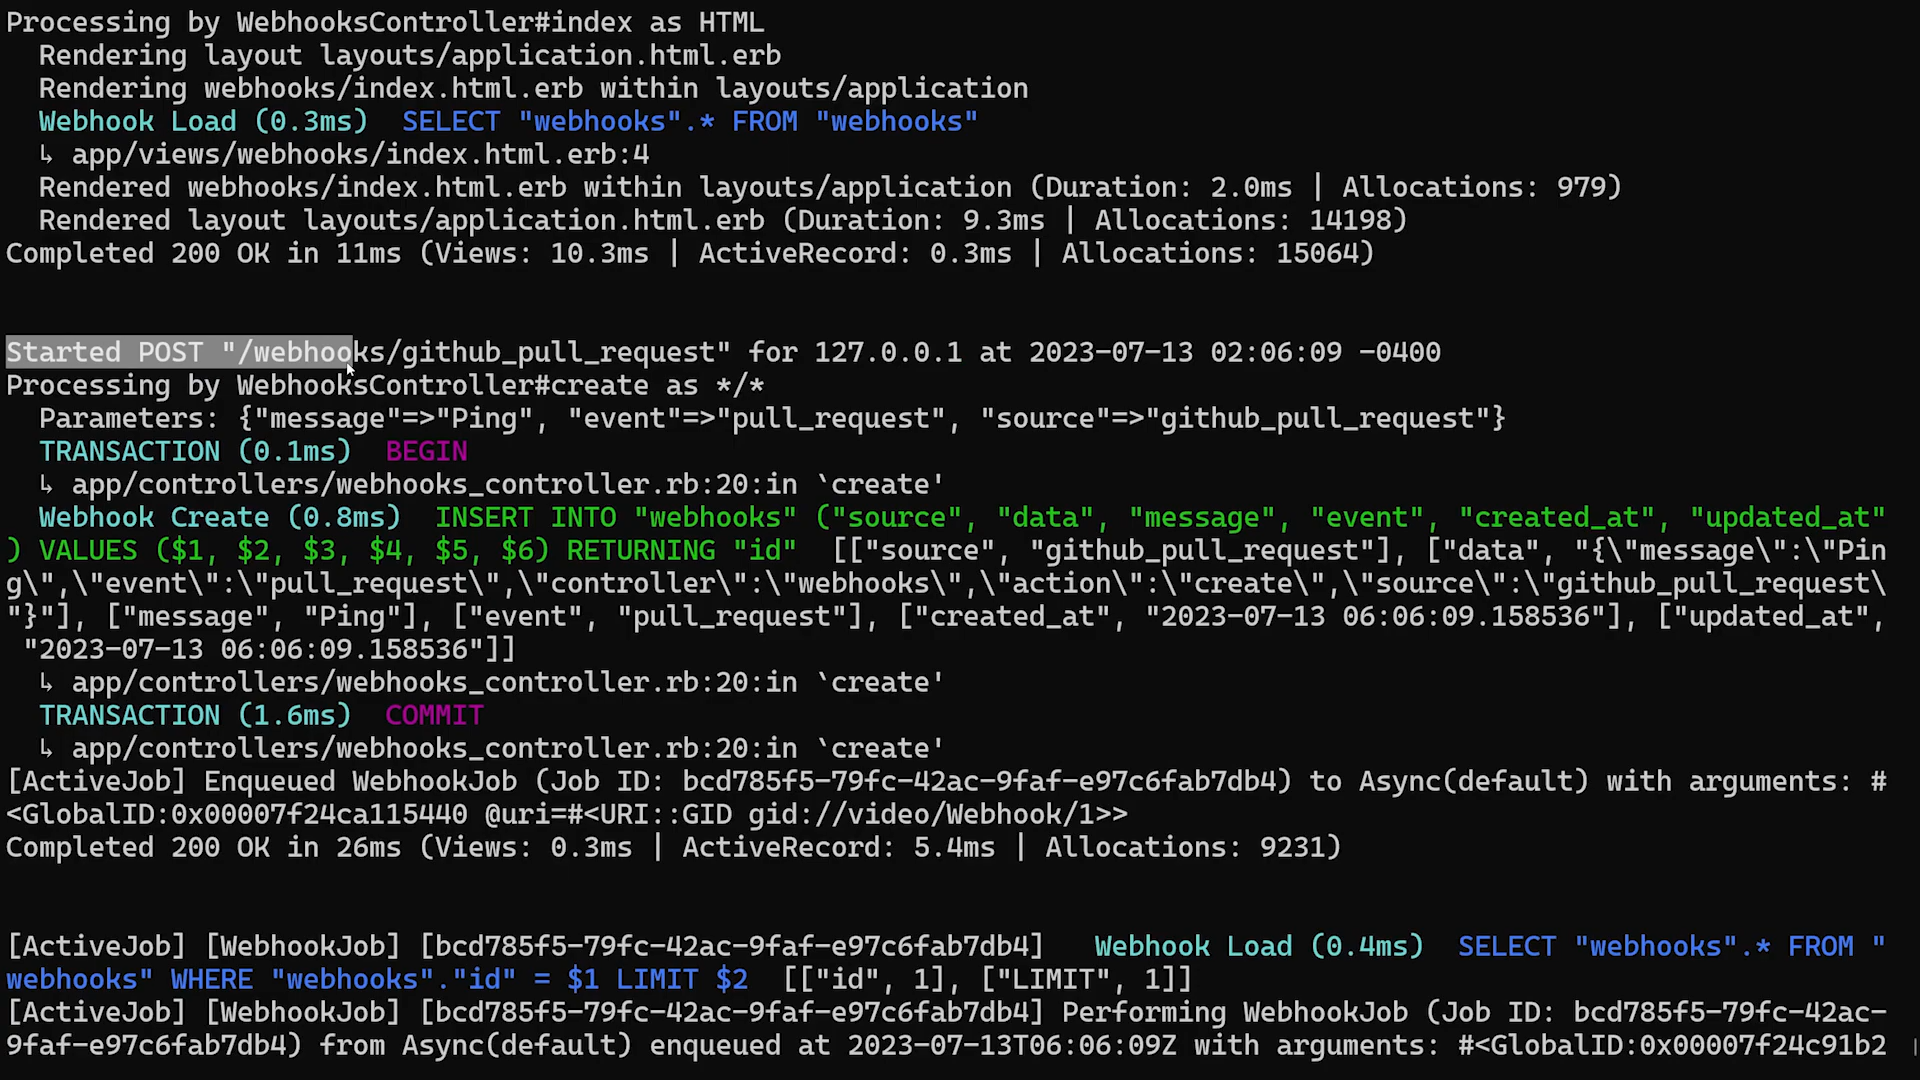 Processing by WebhooksController#index as HTML
  Rendering layout layouts/application.html.erb
  Rendering webhooks/index.html.erb within layouts/application
  Webhook Load (0.3ms)  SELECT "webhooks".* FROM "webhooks"
  ↳ app/views/webhooks/index.html.erb:4
  Rendered webhooks/index.html.erb within layouts/application (Duration: 2.0ms | Allocations: 979)
  Rendered layout layouts/application.html.erb (Duration: 9.3ms | Allocations: 14198)
Completed 200 OK in 11ms (Views: 10.3ms | ActiveRecord: 0.3ms | Allocations: 15064)
Started POST "/webhooks/github_pull_request" for 127.0.0.1 at 2023-07-13 02:06:09 -0400
Processing by WebhooksController#create as */*
  Parameters: {"message"=>"Ping", "event"=>"pull_request", "source"=>"github_pull_request"}
  TRANSACTION (0.1ms)  BEGIN
  ↳ app/controllers/webhooks_controller.rb:20:in `create'
  Webhook Create (0.8ms)  INSERT INTO "webhooks" ("source", "data", "message", "event", "created_at", "updated_at"
) VALUES ($1, $2, $3, $4, $5, $6) RETURNING "id"  [["source", "github_pull_request"], ["data", "{\"message\":\"Pin
g\",\"event\":\"pull_request\",\"controller\":\"webhooks\",\"action\":\"create\",\"source\":\"github_pull_request\
"}"], ["message", "Ping"], ["event", "pull_request"], ["created_at", "2023-07-13 06:06:09.158536"], ["updated_at",
 "2023-07-13 06:06:09.158536"]]
  ↳ app/controllers/webhooks_controller.rb:20:in `create'
  TRANSACTION (1.6ms)  COMMIT
  ↳ app/controllers/webhooks_controller.rb:20:in `create'
[ActiveJob] Enqueued WebhookJob (Job ID: bcd785f5-79fc-42ac-9faf-e97c6fab7db4) to Async(default) with arguments: #
<GlobalID:0x00007f24ca115440 @uri=#<URI::GID gid://video/Webhook/1>>
Completed 200 OK in 26ms (Views: 0.3ms | ActiveRecord: 5.4ms | Allocations: 9231)
[ActiveJob] [WebhookJob] [bcd785f5-79fc-42ac-9faf-e97c6fab7db4]   Webhook Load (0.4ms)  SELECT "webhooks".* FROM "
webhooks" WHERE "webhooks"."id" = $1 LIMIT $2  [["id", 1], ["LIMIT", 1]]
[ActiveJob] [WebhookJob] [bcd785f5-79fc-42ac-9faf-e97c6fab7db4] Performing WebhookJob (Job ID: bcd785f5-79fc-42ac-
9faf-e97c6fab7db4) from Async(default) enqueued at 2023-07-13T06:06:09Z with arguments: #<GlobalID:0x00007f24c91b2